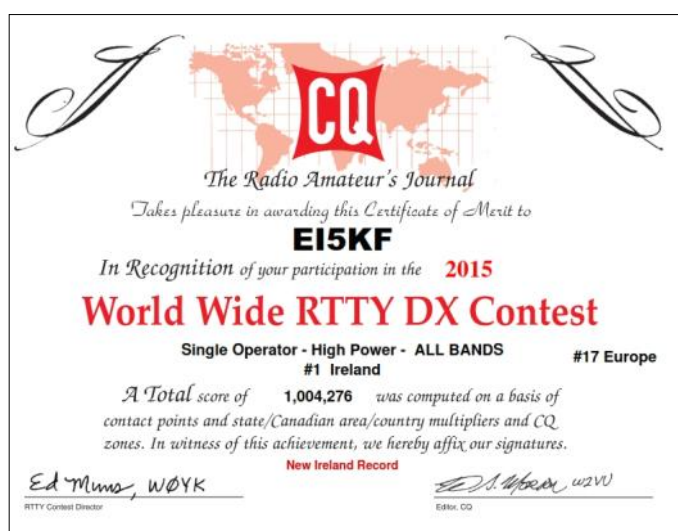 CQ
The Radio Amateur's Journal
Takes pleasure in awarding this Certificate of Merit to
EI5KF
In Recognition of your participation in the 2015
World Wide RTTY DX Contest
Single Operator - High Power - ALL BANDS
#1 Ireland
#17 Europe
A Total score of 1,004,276 was computed on a basis of
contact points and state/Canadian area/country multipliers and CQ
zones. In witness of this achievement, we hereby affix our signatures.
New Ireland Record
Ed Muns, WØYK
W2VU
RTTY Contest Director
Editor, CQ